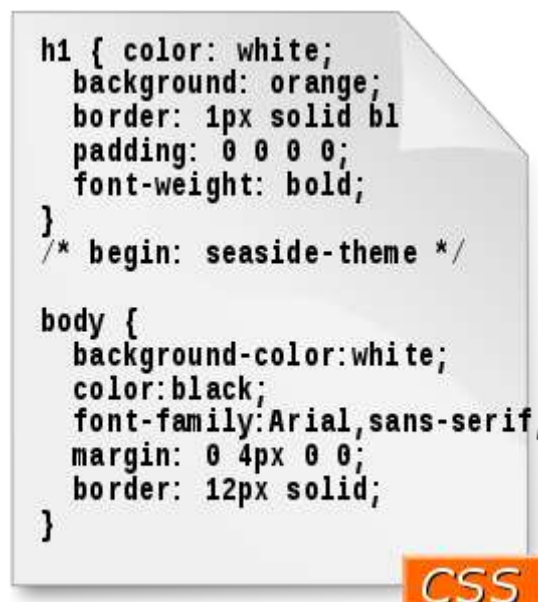 h1 { color: white;
background: orange;
border: 1px solid bl
padding: 0 0 0 0;
font-weight: bold;
}
/* begin: seaside-theme */
body {
background-color:white;
color:black;
font-family:Arial,sans-serif;
margin: 0 4px 0 0;
border: 12px solid;
}
CSS